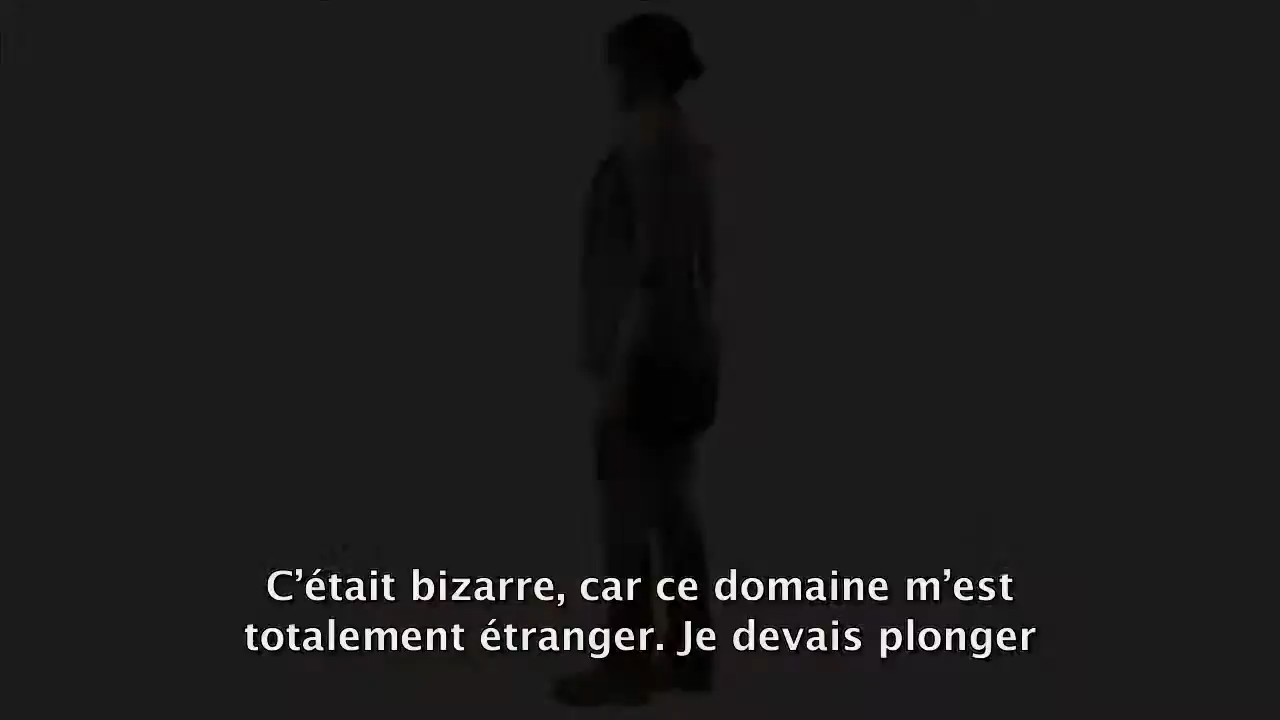 C’était bizarre, car ce domaine m’est
totalement étranger. Je devais plonger